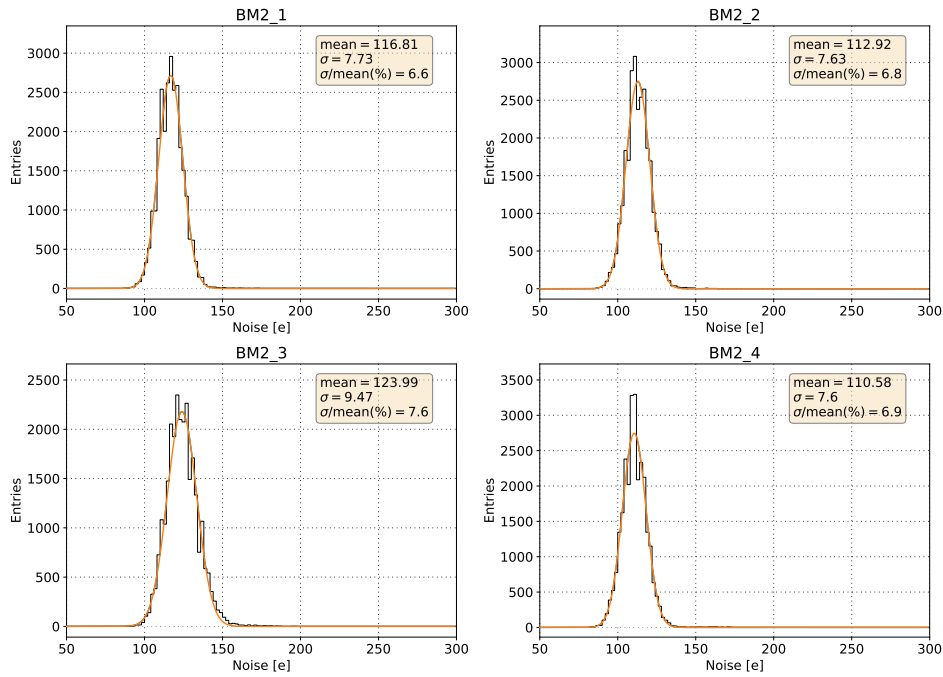 BM2_1
mean = 116.81
σ = 7.73
σ/mean(%) = 6.6
Entries
3000
2500
2000
1500
1000
500
0
50 100 150 200 250 300
Noise [e]
BM2_2
mean = 112.92
σ = 7.63
σ/mean(%) = 6.8
Entries
3000
2500
2000
1500
1000
500
0
50 100 150 200 250 300
Noise [e]
BM2_3
mean = 123.99
σ = 9.47
σ/mean(%) = 7.6
Entries
2500
2000
1500
1000
500
0
50 100 150 200 250 300
Noise [e]
BM2_4
mean = 110.58
σ = 7.6
σ/mean(%) = 6.9
Entries
3500
3000
2500
2000
1500
1000
500
0
50 100 150 200 250 300
Noise [e]